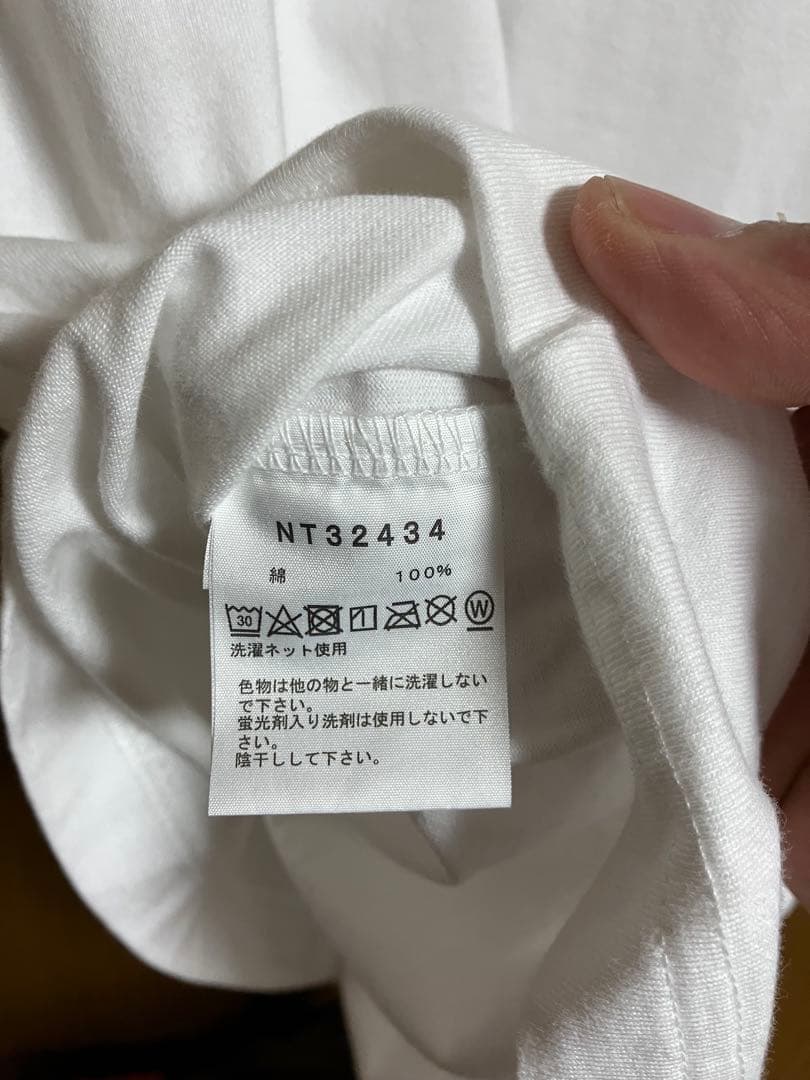 NT32434
綿 100%
30 W
洗濯ネット使用
色物は他の物と一緒に洗濯しない
で下さい。
蛍光剤入り洗剤は使用しないで下
さい。
陰干しして下さい。